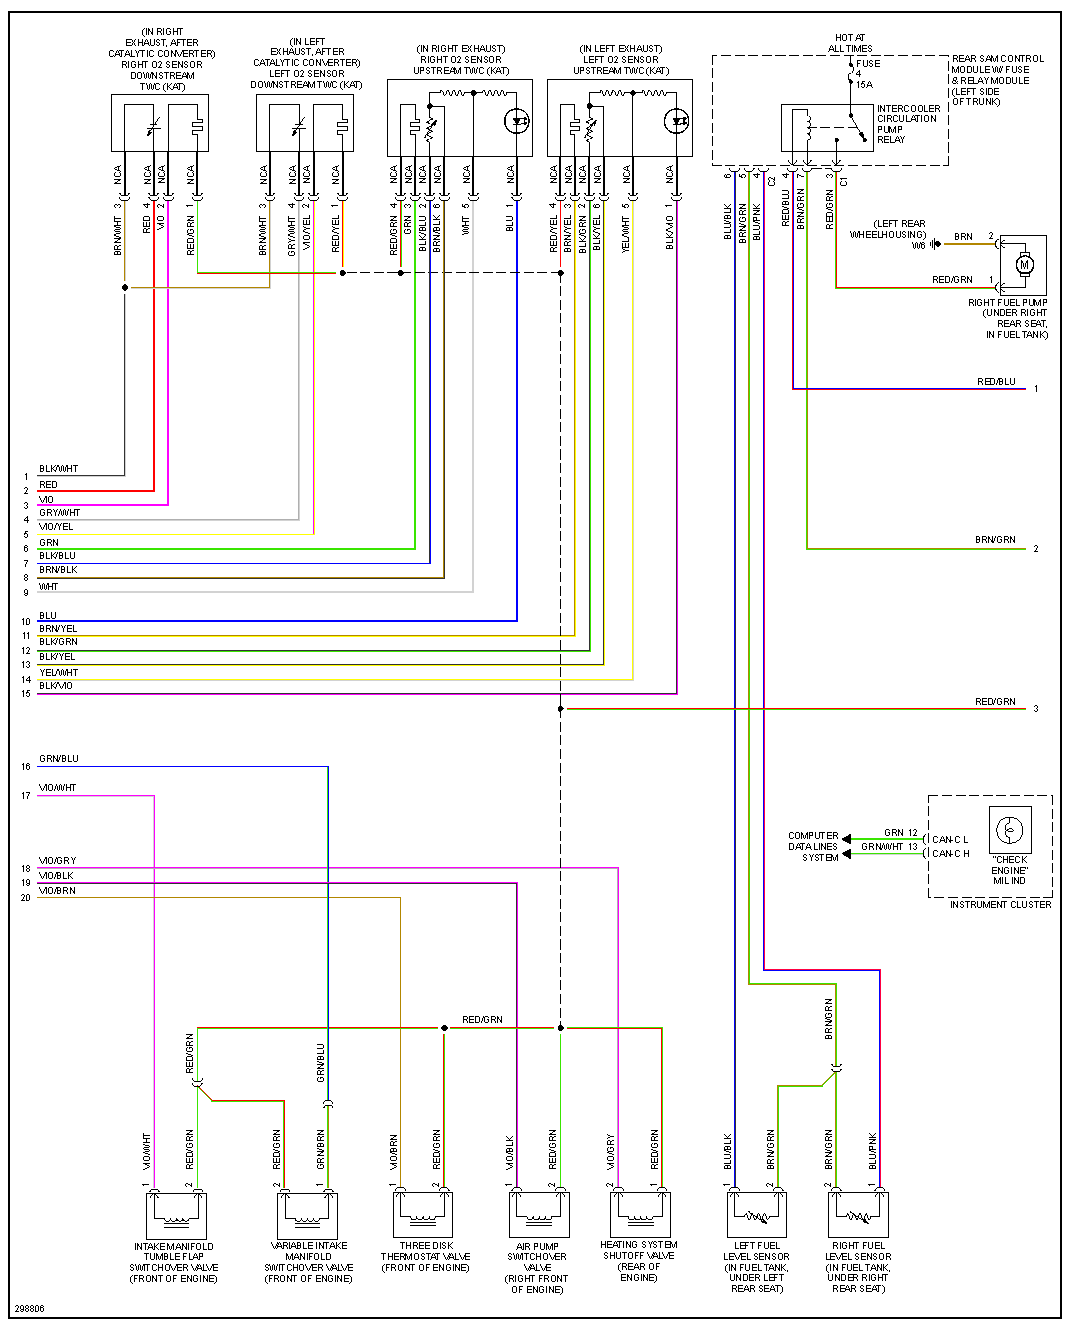 (IN RIGHT
EXHAUST, AFTER
CATALYTIC CONVERTER)
RIGHT O2 SENSOR
DOWNSTREAM
TWC (KAT)
(IN LEFT
EXHAUST, AFTER
CATALYTIC CONVERTER)
LEFT O2 SENSOR
DOWNSTREAM TWC (KAT)
(IN RIGHT EXHAUST)
RIGHT O2 SENSOR
UPSTREAM TWC (KAT)
(IN LEFT EXHAUST)
LEFT O2 SENSOR
UPSTREAM TWC (KAT)
HOT AT
ALL TIMES
FUSE
4
15A
REAR SAM CONTROL
MODULE W/ FUSE
& RELAY MODULE
(LEFT SIDE
OF TRUNK)
INTERCOOLER
CIRCULATION
PUMP
RELAY
NCA NCA NCA NCA
NCA NCA NCA NCA
NCA NCA NCA NCA NCA NCA
NCA NCA NCA NCA NCA NCA
3 4 2 1
3 4 2 1
4 3 2 6 5 1
4 3 2 6 5 1
6 5 4 C2 4 7 3 C1
BRN/WHT
RED
VIO
RED/GRN
BRN/WHT
GRY/WHT
VIO/YEL
RED/YEL
RED/GRN
GRN
BLK/BLU
BRN/BLK
WHT
BLU
RED/YEL
BRN/YEL
BLK/GRN
BLK/YEL
YEL/WHT
BLK/VIO
BLU/BLK
BRN/GRN
BLU/PNK
RED/BLU
BRN/GRN
RED/GRN
(LEFT REAR
WHEELHOUSING)
W6
BRN 2
M
RED/GRN 1
RIGHT FUEL PUMP
(UNDER RIGHT
REAR SEAT,
IN FUEL TANK)
RED/BLU 1
BRN/GRN 2
RED/GRN 3
1 BLK/WHT
2 RED
3 VIO
4 GRY/WHT
5 VIO/YEL
6 GRN
7 BLK/BLU
8 BRN/BLK
9 WHT
10 BLU
11 BRN/YEL
12 BLK/GRN
13 BLK/YEL
14 YEL/WHT
15 BLK/VIO
16 GRN/BLU
17 VIO/WHT
18 VIO/GRY
19 VIO/BLK
20 VIO/BRN
COMPUTER
DATA LINES
SYSTEM
GRN 12 CAN-C L
GRN/WHT 13 CAN-C H
"CHECK
ENGINE"
MIL IND
INSTRUMENT CLUSTER
RED/GRN
RED/GRN
GRN/BLU
BRN/GRN
VIO/WHT
RED/GRN
RED/GRN
GRN/BRN
VIO/BRN
RED/GRN
VIO/BLK
RED/GRN
VIO/GRY
RED/GRN
BLU/BLK
BRN/GRN
BRN/GRN
BLU/PNK
1 2
2 1
1 2
1 2
2 1
1 2
2 1
INTAKE MANIFOLD
TUMBLE FLAP
SWITCHOVER VALVE
(FRONT OF ENGINE)
VARIABLE INTAKE
MANIFOLD
SWITCHOVER VALVE
(FRONT OF ENGINE)
THREE DISK
THERMOSTAT VALVE
(FRONT OF ENGINE)
AIR PUMP
SWITCHOVER
VALVE
(RIGHT FRONT
OF ENGINE)
HEATING SYSTEM
SHUTOFF VALVE
(REAR OF
ENGINE)
LEFT FUEL
LEVEL SENSOR
(IN FUEL TANK,
UNDER LEFT
REAR SEAT)
RIGHT FUEL
LEVEL SENSOR
(IN FUEL TANK,
UNDER RIGHT
REAR SEAT)
298806